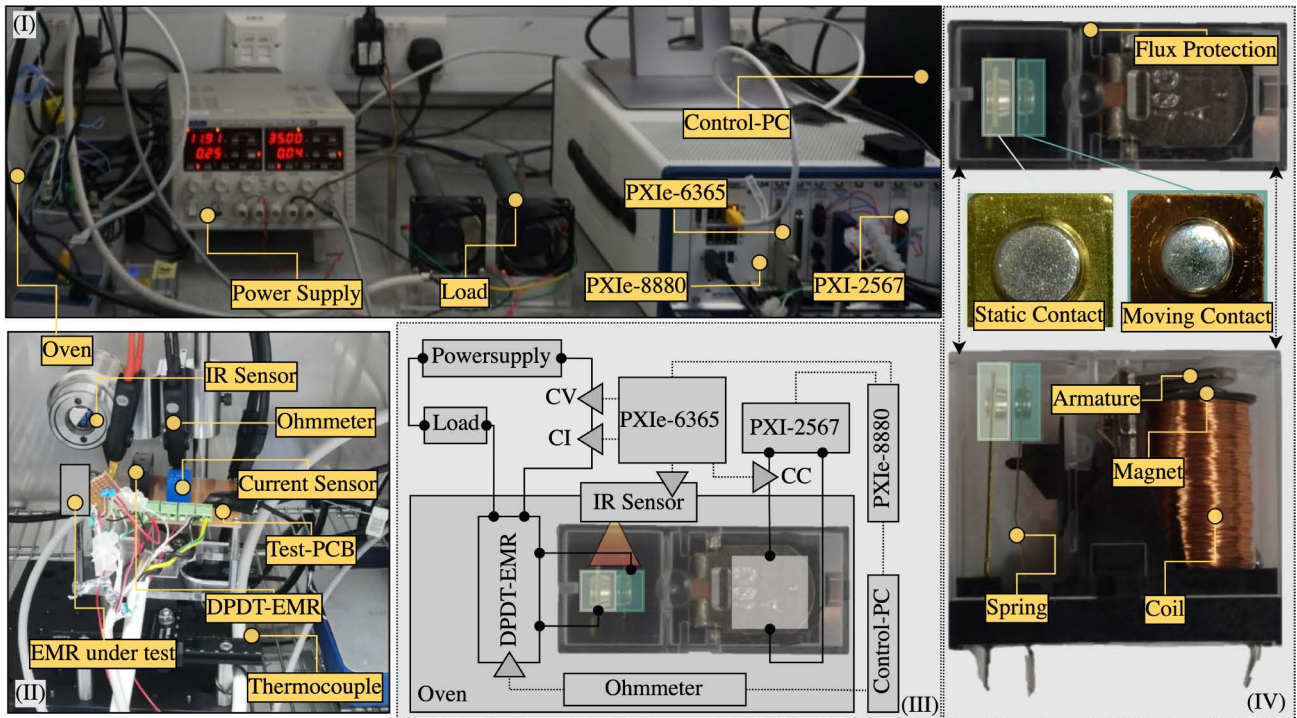 (I)
11.91
35.00
0.25
0.04
Control-PC
PXIe-6365
Power Supply
Load
PXIe-8880
PXI-2567
Oven
IR Sensor
Ohmmeter
Current Sensor
Test-PCB
DPDT-EMR
EMR under test
Thermocouple
(II)
Powersupply
Load
CV
CI
PXIe-6365
PXI-2567
PXIe-8880
CC
IR Sensor
DPDT-EMR
Control-PC
Oven
Ohmmeter
(III)
Flux Protection
Static Contact
Moving Contact
Armature
Magnet
Spring
Coil
(IV)